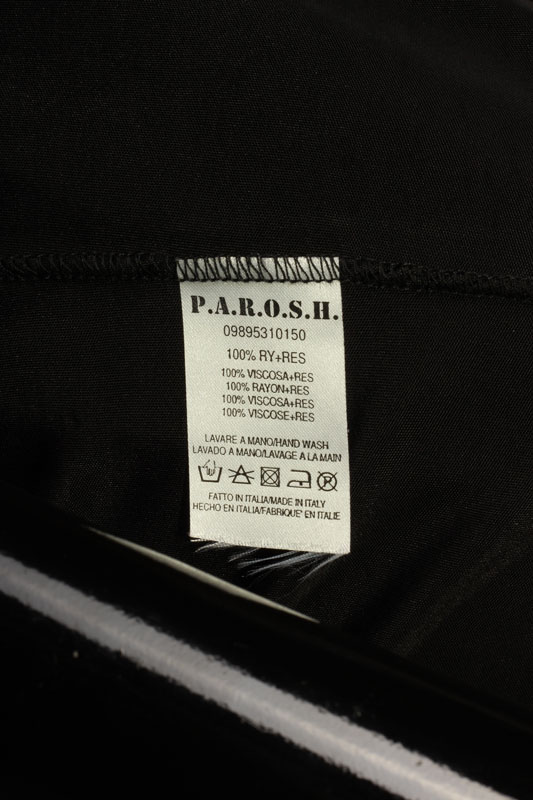 P.A.R.O.S.H.
09895310150
100% RY+RES
100% VISCOSA+RES
100% RAYON+RES
100% VISCOSA+RES
100% VISCOSE+RES
LAVARE A MANO/HAND WASH
LAVADO A MANO/LAVAGE A LA MAIN
FATTO IN ITALIA/MADE IN ITALY
HECHO EN ITALIA/FABRIQUE' EN ITALIE